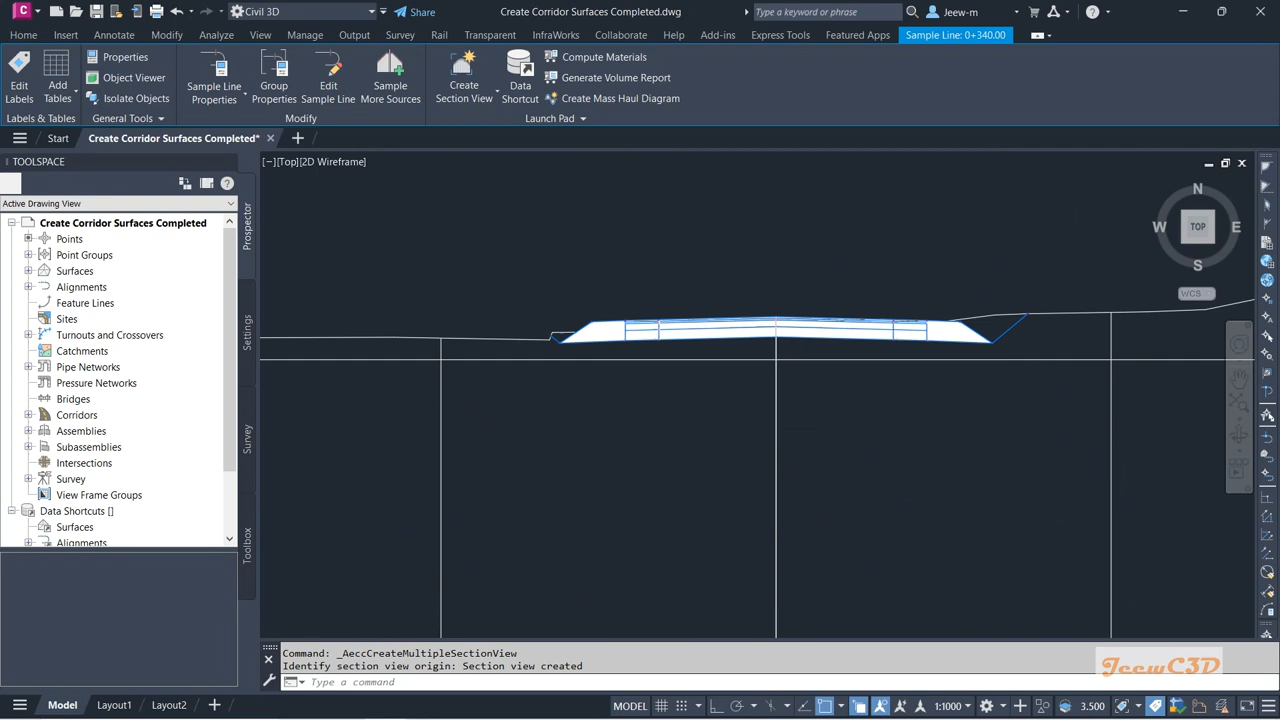 C
Civil 3D
Share
Create Corridor Surfaces Completed.dwg
Type a keyword or phrase
Jeew-m
Home Insert Annotate Modify Analyze View Manage Output Survey Rail Transparent InfraWorks Collaborate Help Add-ins Express Tools Featured Apps Sample Line: 0+340.00
Edit Labels
Add Tables
Properties
Object Viewer
Isolate Objects
Sample Line Properties
Group Properties
Edit Sample Line
Sample More Sources
Create Section View
Data Shortcut
Compute Materials
Generate Volume Report
Create Mass Haul Diagram
Labels & Tables General Tools Modify Launch Pad
Start Create Corridor Surfaces Completed*
TOOLSPACE
Active Drawing View
Create Corridor Surfaces Completed
Points
Point Groups
Surfaces
Alignments
Feature Lines
Sites
Turnouts and Crossovers
Catchments
Pipe Networks
Pressure Networks
Bridges
Corridors
Assemblies
Subassemblies
Intersections
Survey
View Frame Groups
Data Shortcuts []
Surfaces
Alignments
Prospector
Settings
Survey
Toolbox
[−][Top][2D Wireframe]
N
W TOP E
S
WCS
Command: _AeccCreateMultipleSectionView
Identify section view origin: Section view created
Type a command
JeewC3D
Model Layout1 Layout2
MODEL 1:1000 3.500